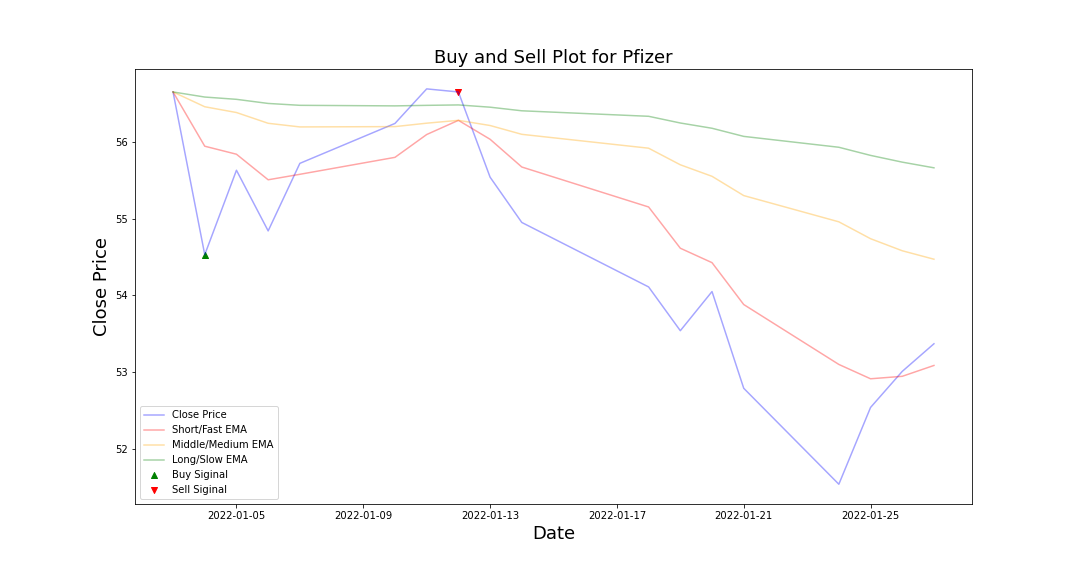 Buy and Sell Plot for Pfizer
Close Price
56
55
54
53
52
Close Price
Short/Fast EMA
Middle/Medium EMA
Long/Slow EMA
Buy Siginal
Sell Siginal
2022-01-05 2022-01-09 2022-01-13 2022-01-17 2022-01-21 2022-01-25
Date